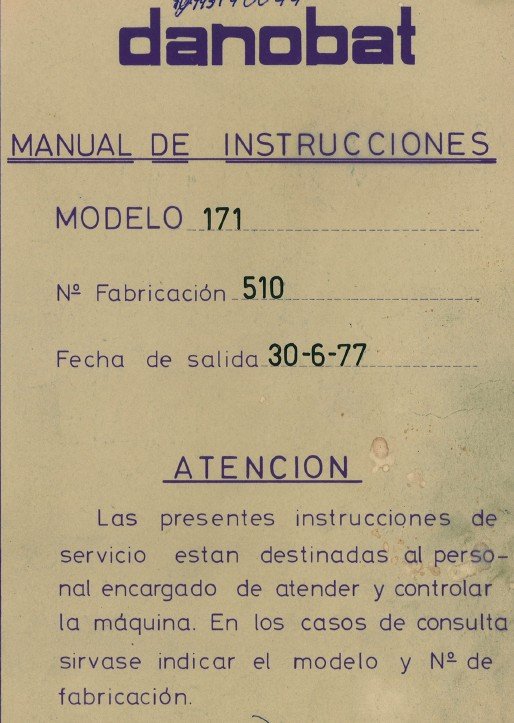 danobat
MANUAL DE INSTRUCCIONES
MODELO 171
Nº Fabricación 510
Fecha de salida 30-6-77
ATENCION
Las presentes instrucciones de
servicio estan destinadas al perso-
nal encargado de atender y controlar
la máquina. En los casos de consulta
sirvase indicar el modelo y Nº de
fabricación.